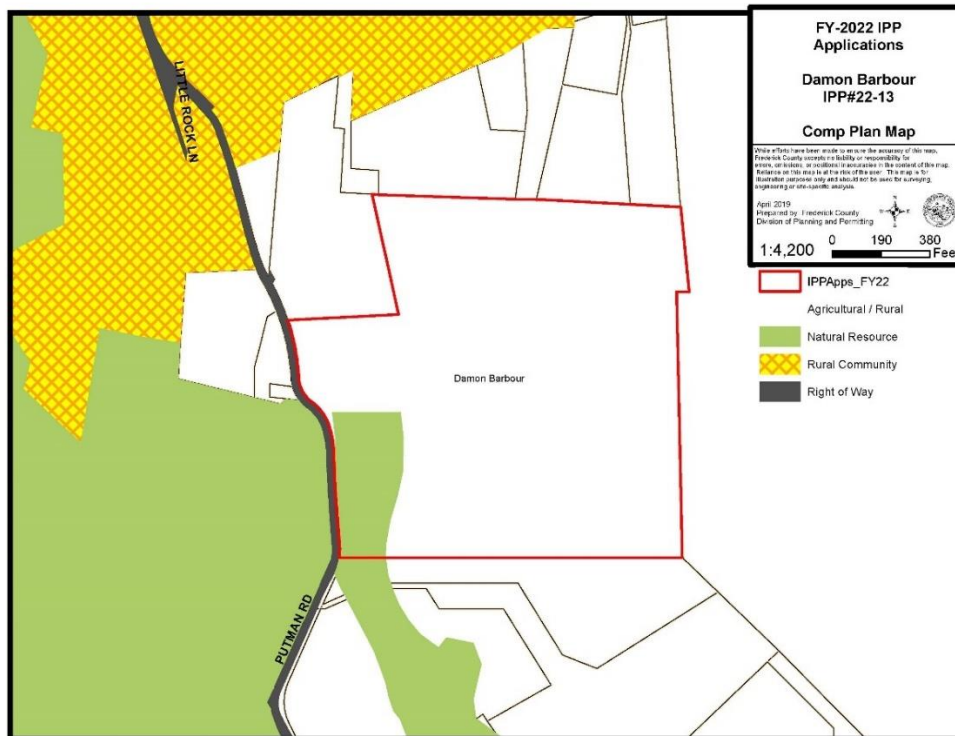 FY-2022 IPP
Applications
Damon Barbour
IPP#22-13
Comp Plan Map
While efforts have been made to ensure the accuracy of this map,
Frederick County accepts no liability or responsibility for
errors, omissions, or positional inaccuracies in the content of this map.
Reliance on this map is at the risk of the user. This map is for
illustration purposes only and should not be used for surveying,
engineering or site-specific analysis.
April 2019
Prepared by Frederick County
Division of Planning and Permitting
1:4,200
0 190 380
Fee
IPPApps_FY22
Agricultural / Rural
Natural Resource
Rural Community
Right of Way
LITTLE ROCK LN
Damon Barbour
PUTMAN RD